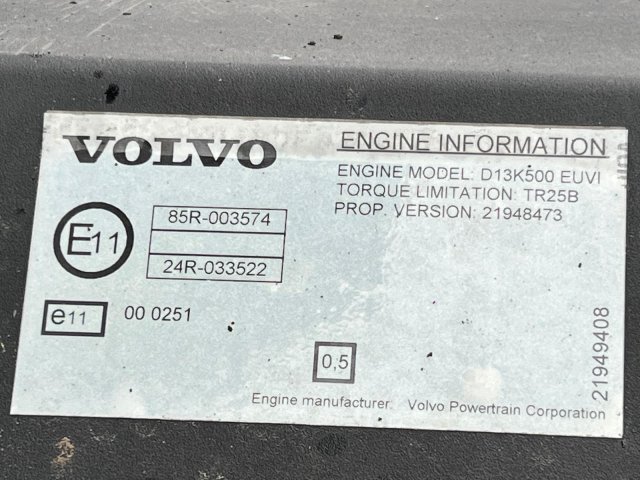 VOLVO
ENGINE INFORMATION
ENGINE MODEL: D13K500 EUVI
TORQUE LIMITATION: TR25B
PROP. VERSION: 21948473
E11
85R-003574
24R-033522
e11
00 0251
0,5
21949408
Engine manufacturer Volvo Powertrain Corporation